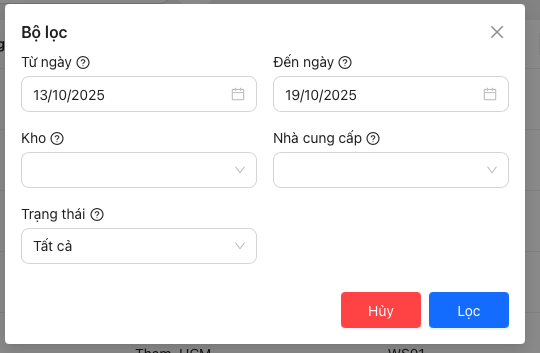 Bộ lọc
Từ ngày
Đến ngày
13/10/2025
19/10/2025
Kho
Nhà cung cấp
Trạng thái
Tất cả
Hủy
Lọc